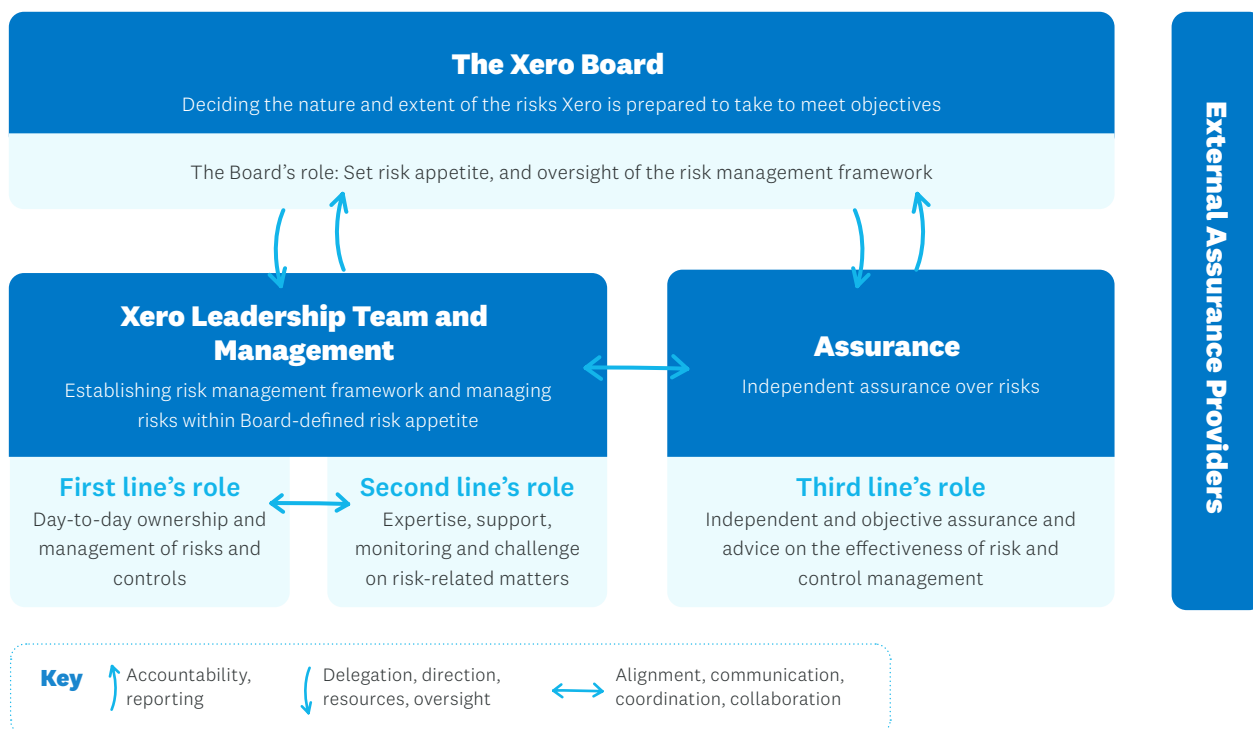 The Xero Board
Deciding the nature and extent of the risks Xero is prepared to take to meet objectives
The Board’s role: Set risk appetite, and oversight of the risk management framework
Xero Leadership Team and
Management
Establishing risk management framework and managing
risks within Board-defined risk appetite
First line’s role
Day-to-day ownership and
management of risks and
controls
Second line’s role
Expertise, support,
monitoring and challenge
on risk-related matters
Assurance
Independent assurance over risks
Third line’s role
Independent and objective assurance and
advice on the effectiveness of risk and
control management
External Assurance Providers
Key
Accountability,
reporting
Delegation, direction,
resources, oversight
Alignment, communication,
coordination, collaboration